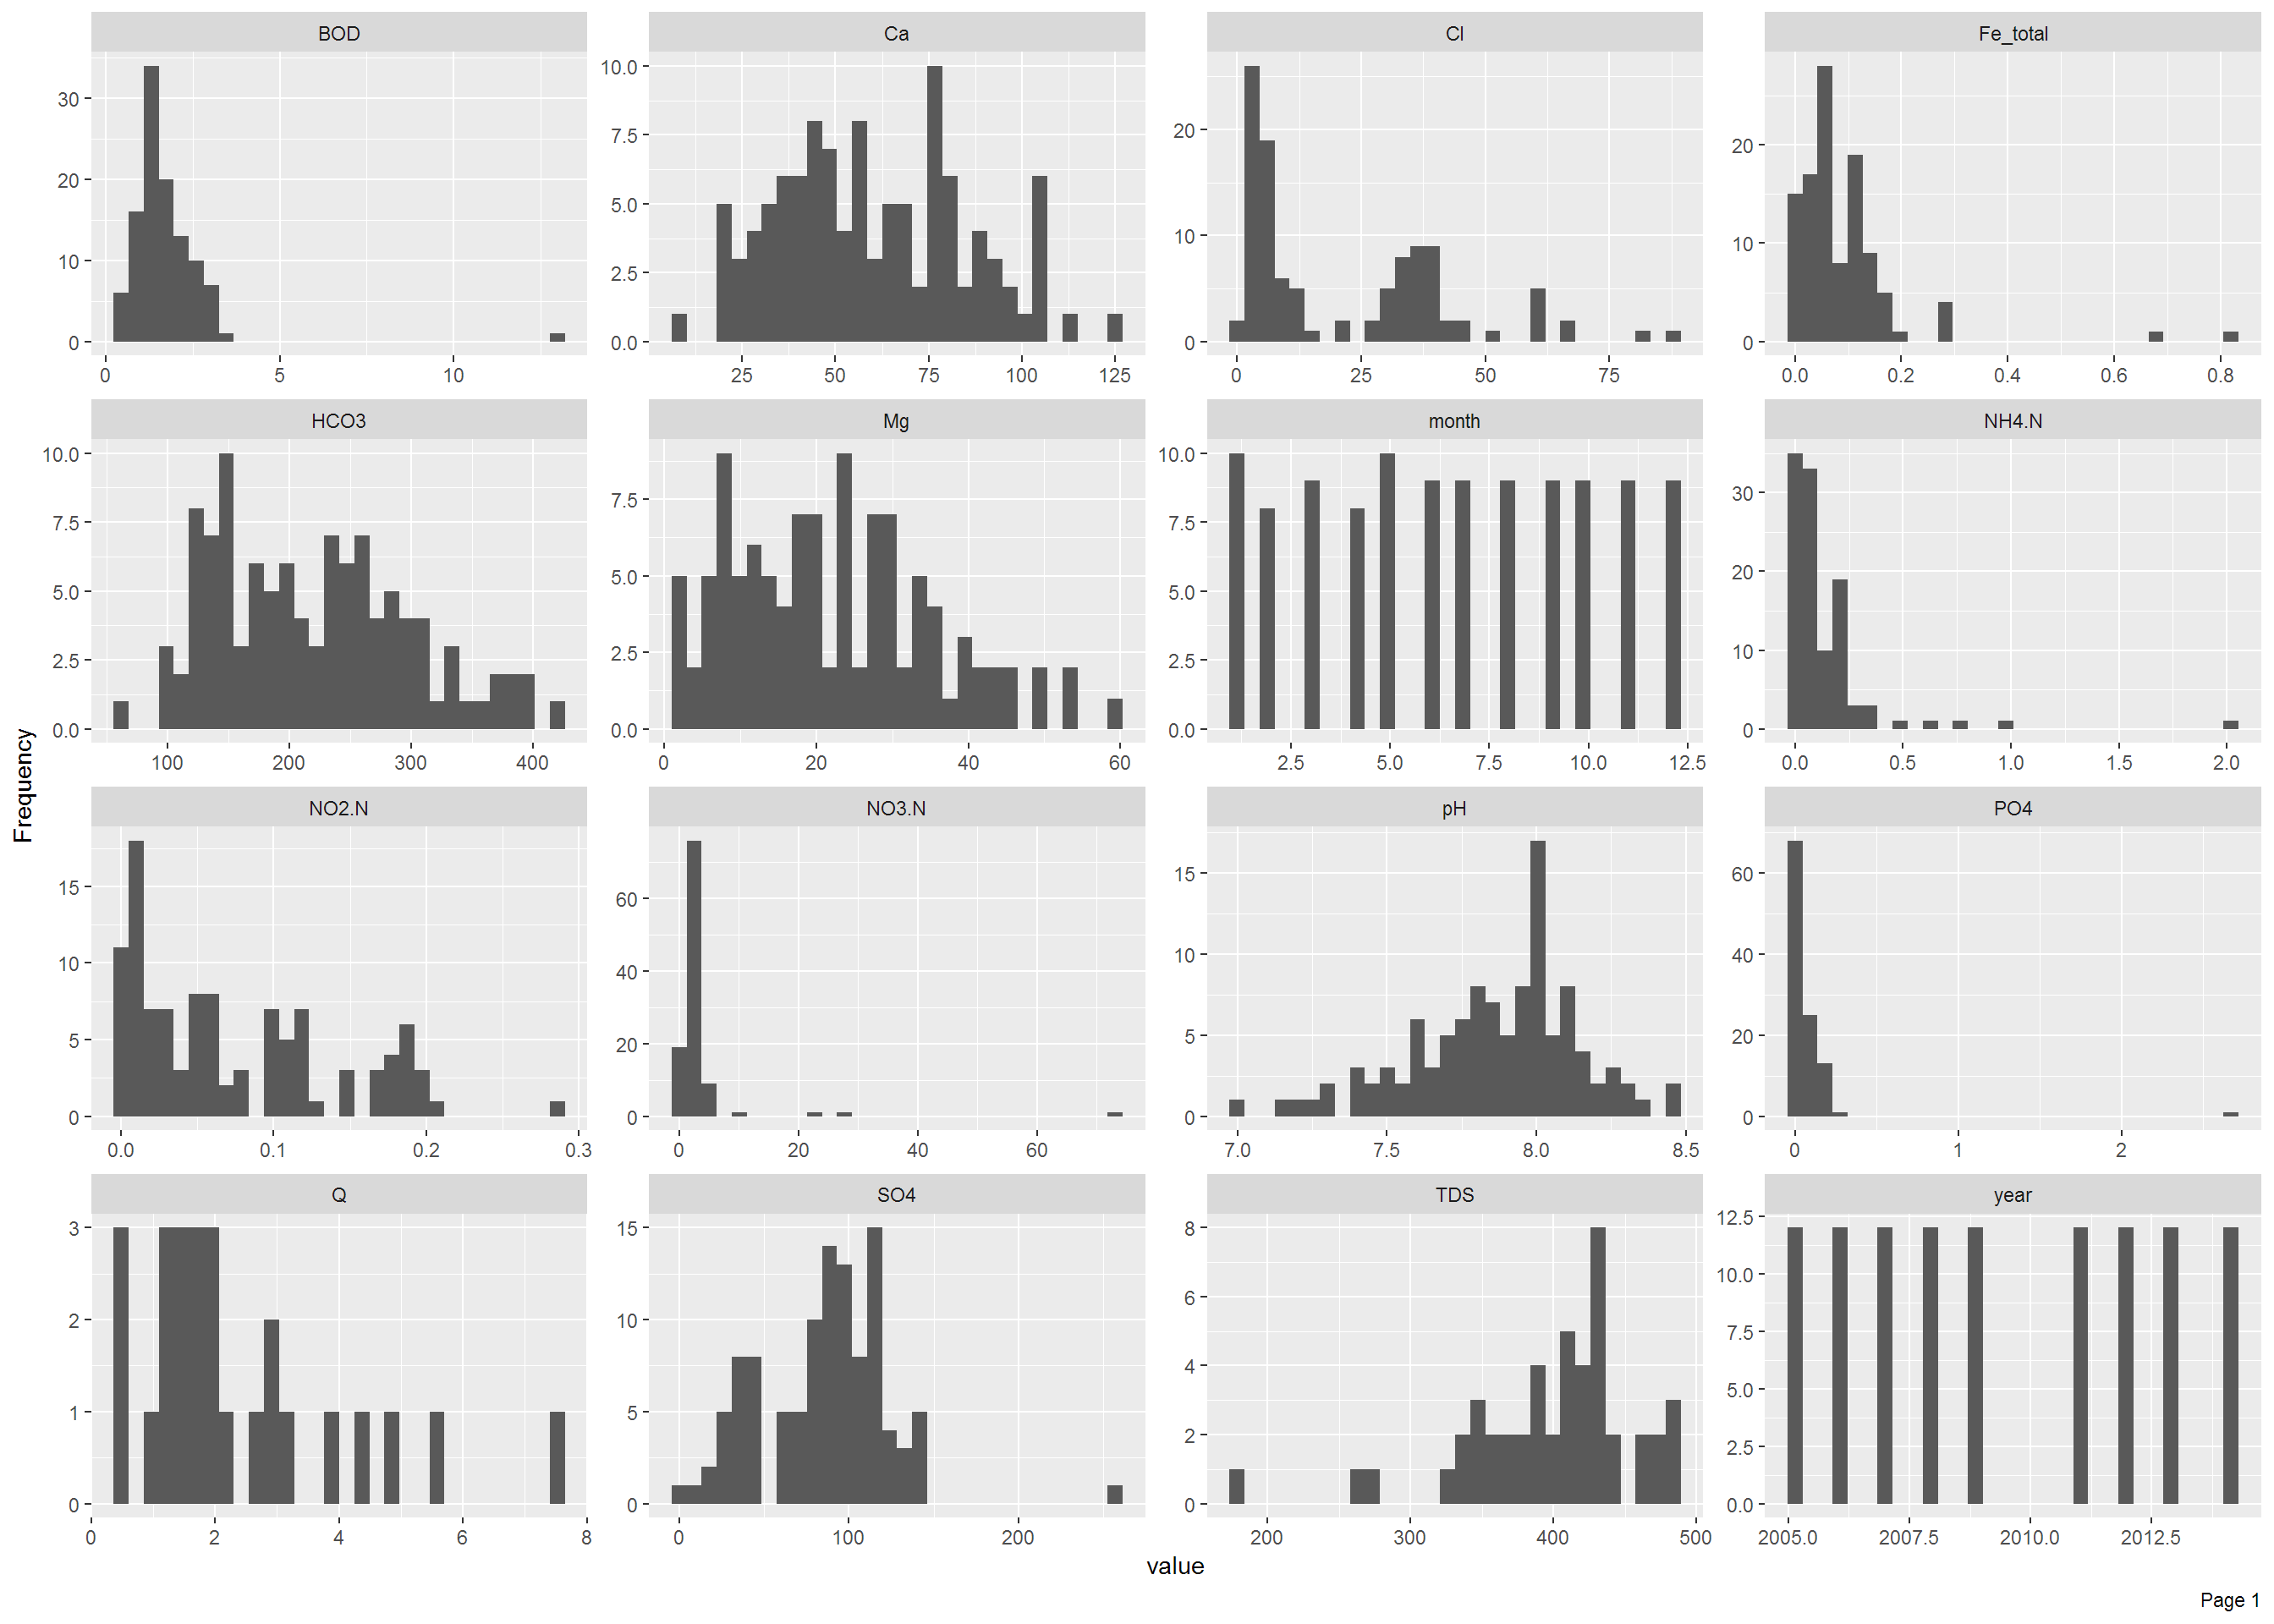 BOD Ca Cl Fe_total
30 20 10 0
10.0 7.5 5.0 2.5 0.0
20 10 0
20 10 0
0 5 10
25 50 75 100 125
0 25 50 75
0.0 0.2 0.4 0.6 0.8
HCO3 Mg month NH4.N
10.0 7.5 5.0 2.5 0.0
7.5 5.0 2.5 0.0
10.0 7.5 5.0 2.5 0.0
30 20 10 0
100 200 300 400
0 20 40 60
2.5 5.0 7.5 10.0 12.5
0.0 0.5 1.0 1.5 2.0
Frequency
NO2.N NO3.N pH PO4
15 10 5 0
60 40 20 0
15 10 5 0
60 40 20 0
0.0 0.1 0.2 0.3
0 20 40 60
7.0 7.5 8.0 8.5
0 1 2
Q SO4 TDS year
3 2 1 0
15 10 5 0
8 6 4 2 0
12.5 10.0 7.5 5.0 2.5 0.0
0 2 4 6 8
0 100 200
200 300 400 500
2005.0 2007.5 2010.0 2012.5
value
Page 1